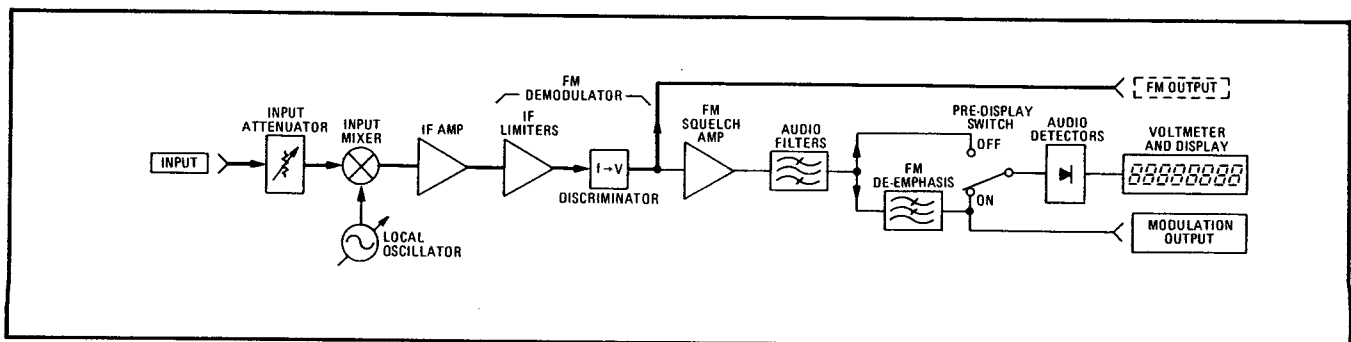 INPUT
INPUT
ATTENUATOR
INPUT
MIXER
LOCAL
OSCILLATOR
IF AMP
FM
DEMODULATOR
IF
LIMITERS
f→V
DISCRIMINATOR
FM
SQUELCH
AMP
AUDIO
FILTERS
FM
DE-EMPHASIS
PRE-DISPLAY
SWITCH
OFF
ON
AUDIO
DETECTORS
FM OUTPUT
VOLTMETER
AND DISPLAY
88888888
MODULATION
OUTPUT